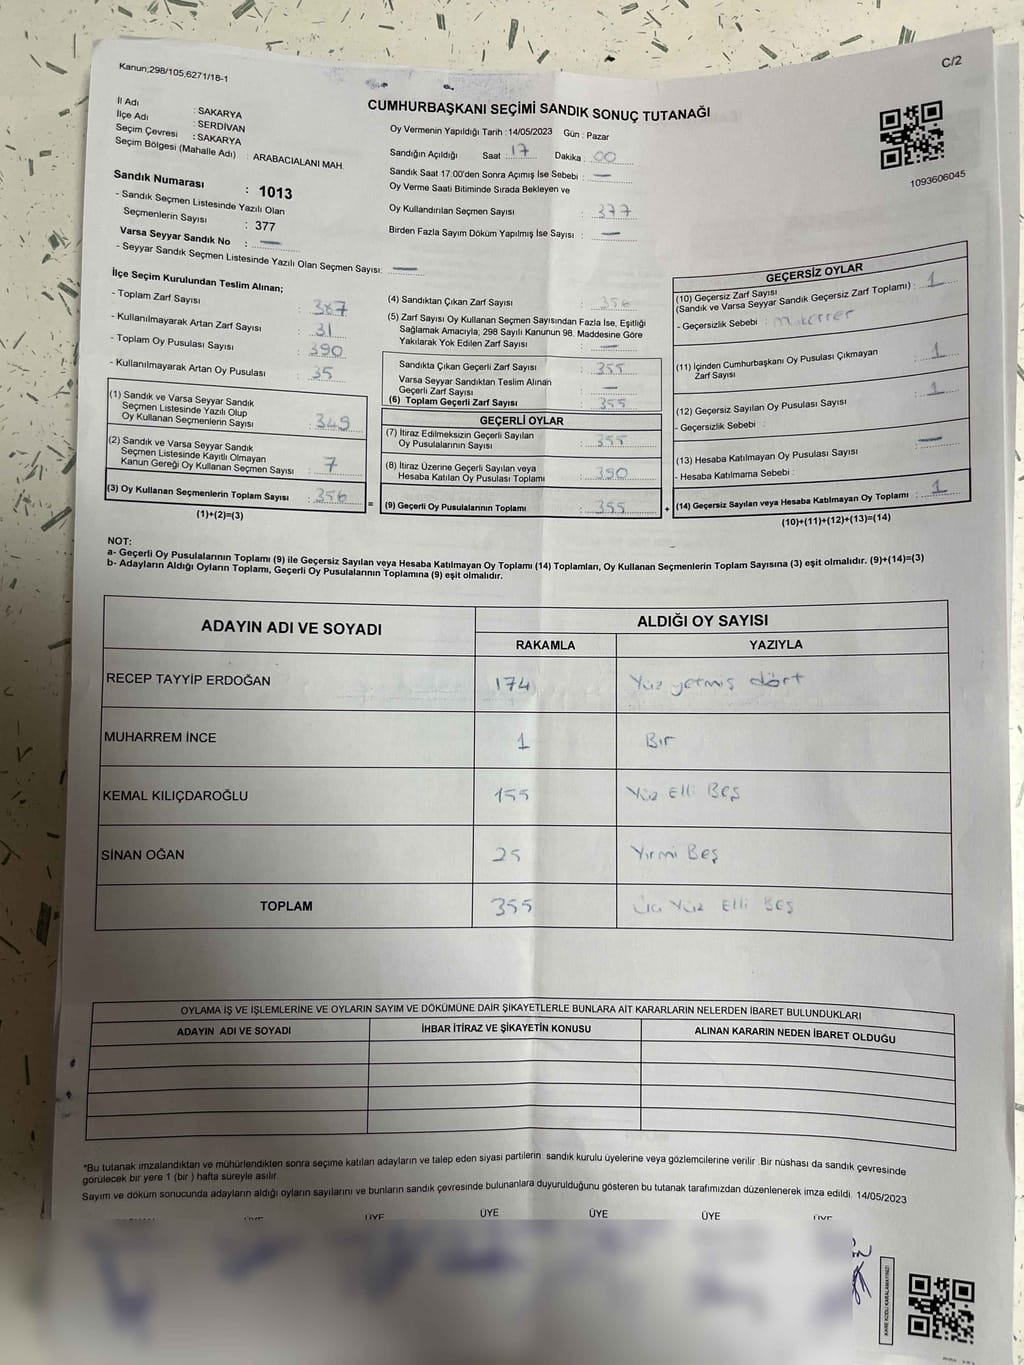 Kanun;298/105,6271/18-1
C/2
CUMHURBAŞKANI SEÇİMİ SANDIK SONUÇ TUTANAĞI
İl Adı : SAKARYA
İlçe Adı : SERDİVAN
Seçim Çevresi : SAKARYA
Seçim Bölgesi (Mahalle Adı) : ARABACIALANI MAH.
Sandık Numarası : 1013
- Sandık Seçmen Listesinde Yazılı Olan
Seçmenlerin Sayısı : 377
Varsa Seyyar Sandık No : —
- Seyyar Sandık Seçmen Listesinde Yazılı Olan Seçmen Sayısı: —
Oy Vermenin Yapıldığı Tarih : 14/05/2023 Gün : Pazar
Sandığın Açıldığı Saat 17 Dakika : 00
Sandık Saat 17:00'den Sonra Açımış İse Sebebi : —
Oy Verme Saati Bitiminde Sırada Bekleyen ve
Oy Kullandırılan Seçmen Sayısı : 377
Birden Fazla Sayım Döküm Yapılmış İse Sayısı : —
1093606045
İlçe Seçim Kurulundan Teslim Alınan;
- Toplam Zarf Sayısı : 387
- Kullanılmayarak Artan Zarf Sayısı : 31
- Toplam Oy Pusulası Sayısı : 390
- Kullanılmayarak Artan Oy Pusulası : 35
(1) Sandık ve Varsa Seyyar Sandık
Seçmen Listesinde Yazılı Olup
Oy Kullanan Seçmenlerin Sayısı : 349
(2) Sandık ve Varsa Seyyar Sandık
Seçmen Listesinde Kayıtlı Olmayan
Kanun Gereği Oy Kullanan Seçmen Sayısı : 7
(3) Oy Kullanan Seçmenlerin Toplam Sayısı : 356
(1)+(2)=(3)
=
(4) Sandıktan Çıkan Zarf Sayısı : 356
(5) Zarf Sayısı Oy Kullanan Seçmen Sayısından Fazla İse, Eşitliği
Sağlamak Amacıyla; 298 Sayılı Kanunun 98. Maddesine Göre
Yakılarak Yok Edilen Zarf Sayısı : —
Sandıkta Çıkan Geçerli Zarf Sayısı : 355
Varsa Seyyar Sandıktan Teslim Alınan
Geçerli Zarf Sayısı : —
(6) Toplam Geçerli Zarf Sayısı : 355
GEÇERLİ OYLAR
(7) İtiraz Edilmeksizin Geçerli Sayılan
Oy Pusulalarının Sayısı : 355
(8) İtiraz Üzerine Geçerli Sayılan veya
Hesaba Katılan Oy Pusulası Toplamı : 390
(9) Geçerli Oy Pusulalarının Toplamı : 355
+
GEÇERSİZ OYLAR
(10) Geçersiz Zarf Sayısı
(Sandık ve Varsa Seyyar Sandık Geçersiz Zarf Toplamı) : 1
- Geçersizlik Sebebi : Mükerrer
(11) İçinden Cumhurbaşkanı Oy Pusulası Çıkmayan
Zarf Sayısı : 1
(12) Geçersiz Sayılan Oy Pusulası Sayısı : 1
- Geçersizlik Sebebi :
(13) Hesaba Katılmayan Oy Pusulası Sayısı : —
- Hesaba Katılmama Sebebi :
(14) Geçersiz Sayılan veya Hesaba Katılmayan Oy Toplamı : 1
(10)+(11)+(12)+(13)=(14)
NOT:
a- Geçerli Oy Pusulalarının Toplamı (9) ile Geçersiz Sayılan veya Hesaba Katılmayan Oy Toplamı (14) Toplamları, Oy Kullanan Seçmenlerin Toplam Sayısına (3) eşit olmalıdır. (9)+(14)=(3)
b- Adayların Aldığı Oyların Toplamı, Geçerli Oy Pusulalarının Toplamına (9) eşit olmalıdır.
ADAYIN ADI VE SOYADI
ALDIĞI OY SAYISI
RAKAMLA YAZIYLA
RECEP TAYYİP ERDOĞAN 174 Yüz yetmiş dört
MUHARREM İNCE 1 Bir
KEMAL KILIÇDAROĞLU 155 Yüz Elli Beş
SİNAN OĞAN 25 Yirmi Beş
TOPLAM 355 Üç Yüz Elli Beş
OYLAMA İŞ VE İŞLEMLERİNE VE OYLARIN SAYIM VE DÖKÜMÜNE DAİR ŞİKAYETLERLE BUNLARA AİT KARARLARIN NELERDEN İBARET BULUNDUKLARI
ADAYIN ADI VE SOYADI İHBAR İTİRAZ VE ŞİKAYETİN KONUSU ALINAN KARARIN NEDEN İBARET OLDUĞU
*Bu tutanak imzalandıktan ve mühürlendikten sonra seçime katılan adayların ve talep eden siyasi partilerin sandık kurulu üyelerine veya gözlemcilerine verilir .Bir nüshası da sandık çevresinde
görülecek bir yere 1 (bir ) hafta süreyle asılır.
Sayım ve döküm sonucunda adayların aldığı oyların sayılarını ve bunların sandık çevresinde bulunanlara duyurulduğunu gösteren bu tutanak tarafımızdan düzenlenerek imza edildi. 14/05/2023
ÜYE ÜYE ÜYE ÜYE ÜYE ÜYE